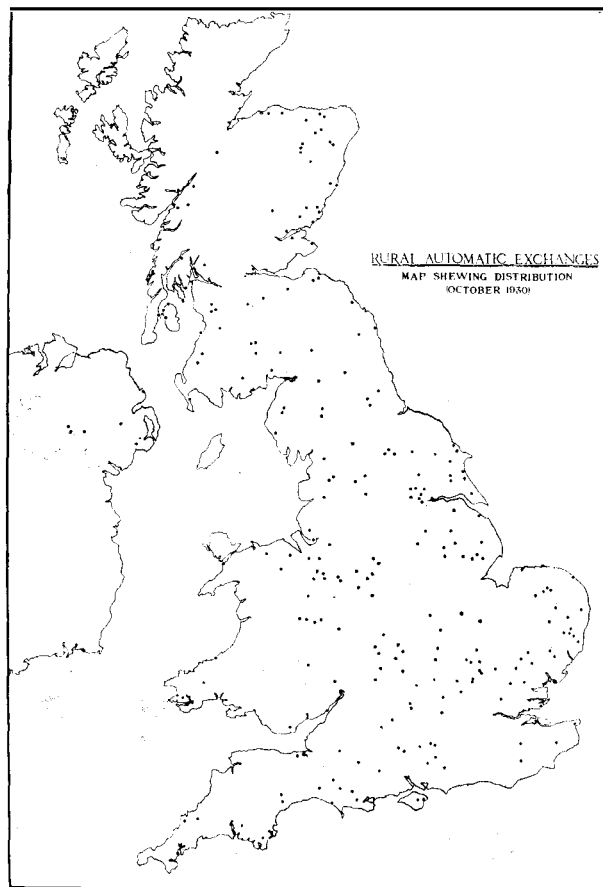 RURAL AUTOMATIC EXCHANGES
MAP SHEWING DISTRIBUTION
(OCTOBER 1930)